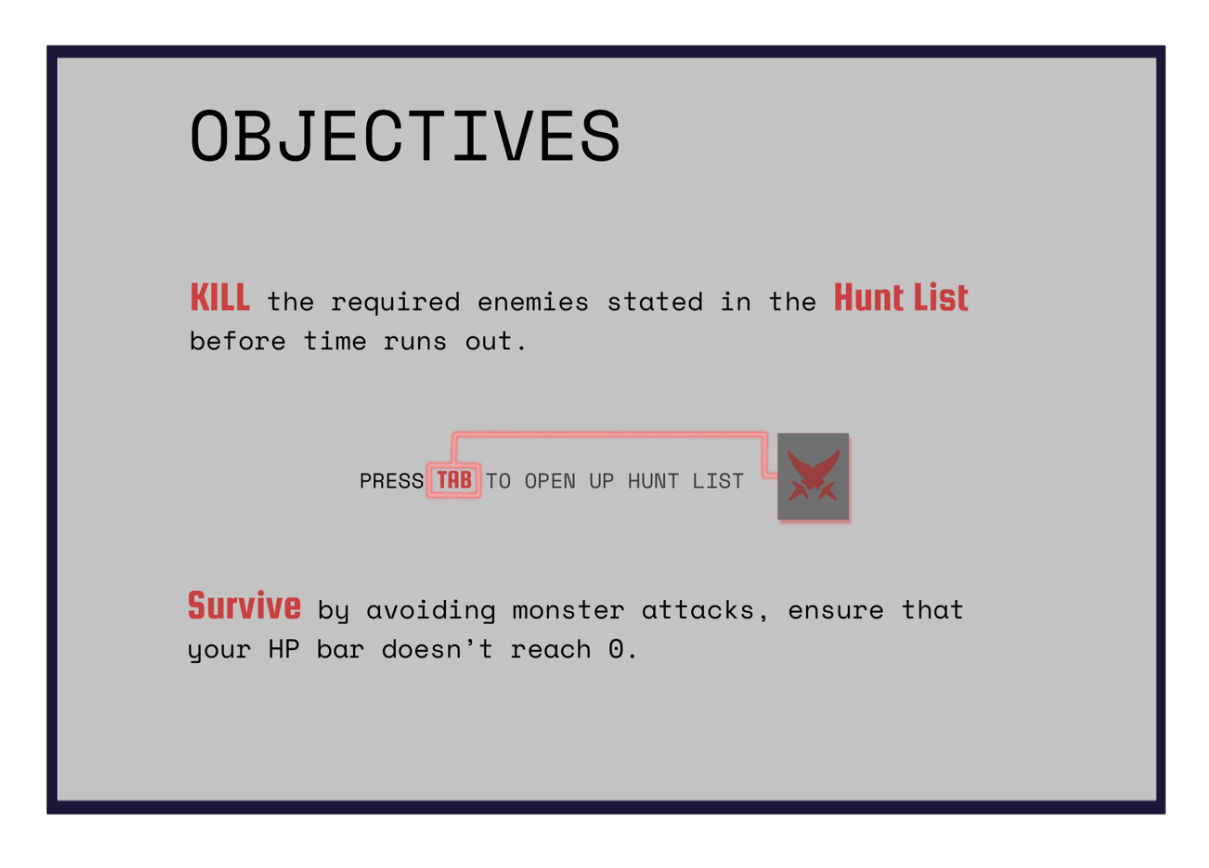 OBJECTIVES
KILL the required enemies stated in the Hunt List
before time runs out.
PRESS TAB TO OPEN UP HUNT LIST
Survive by avoiding monster attacks, ensure that
your HP bar doesn’t reach 0.